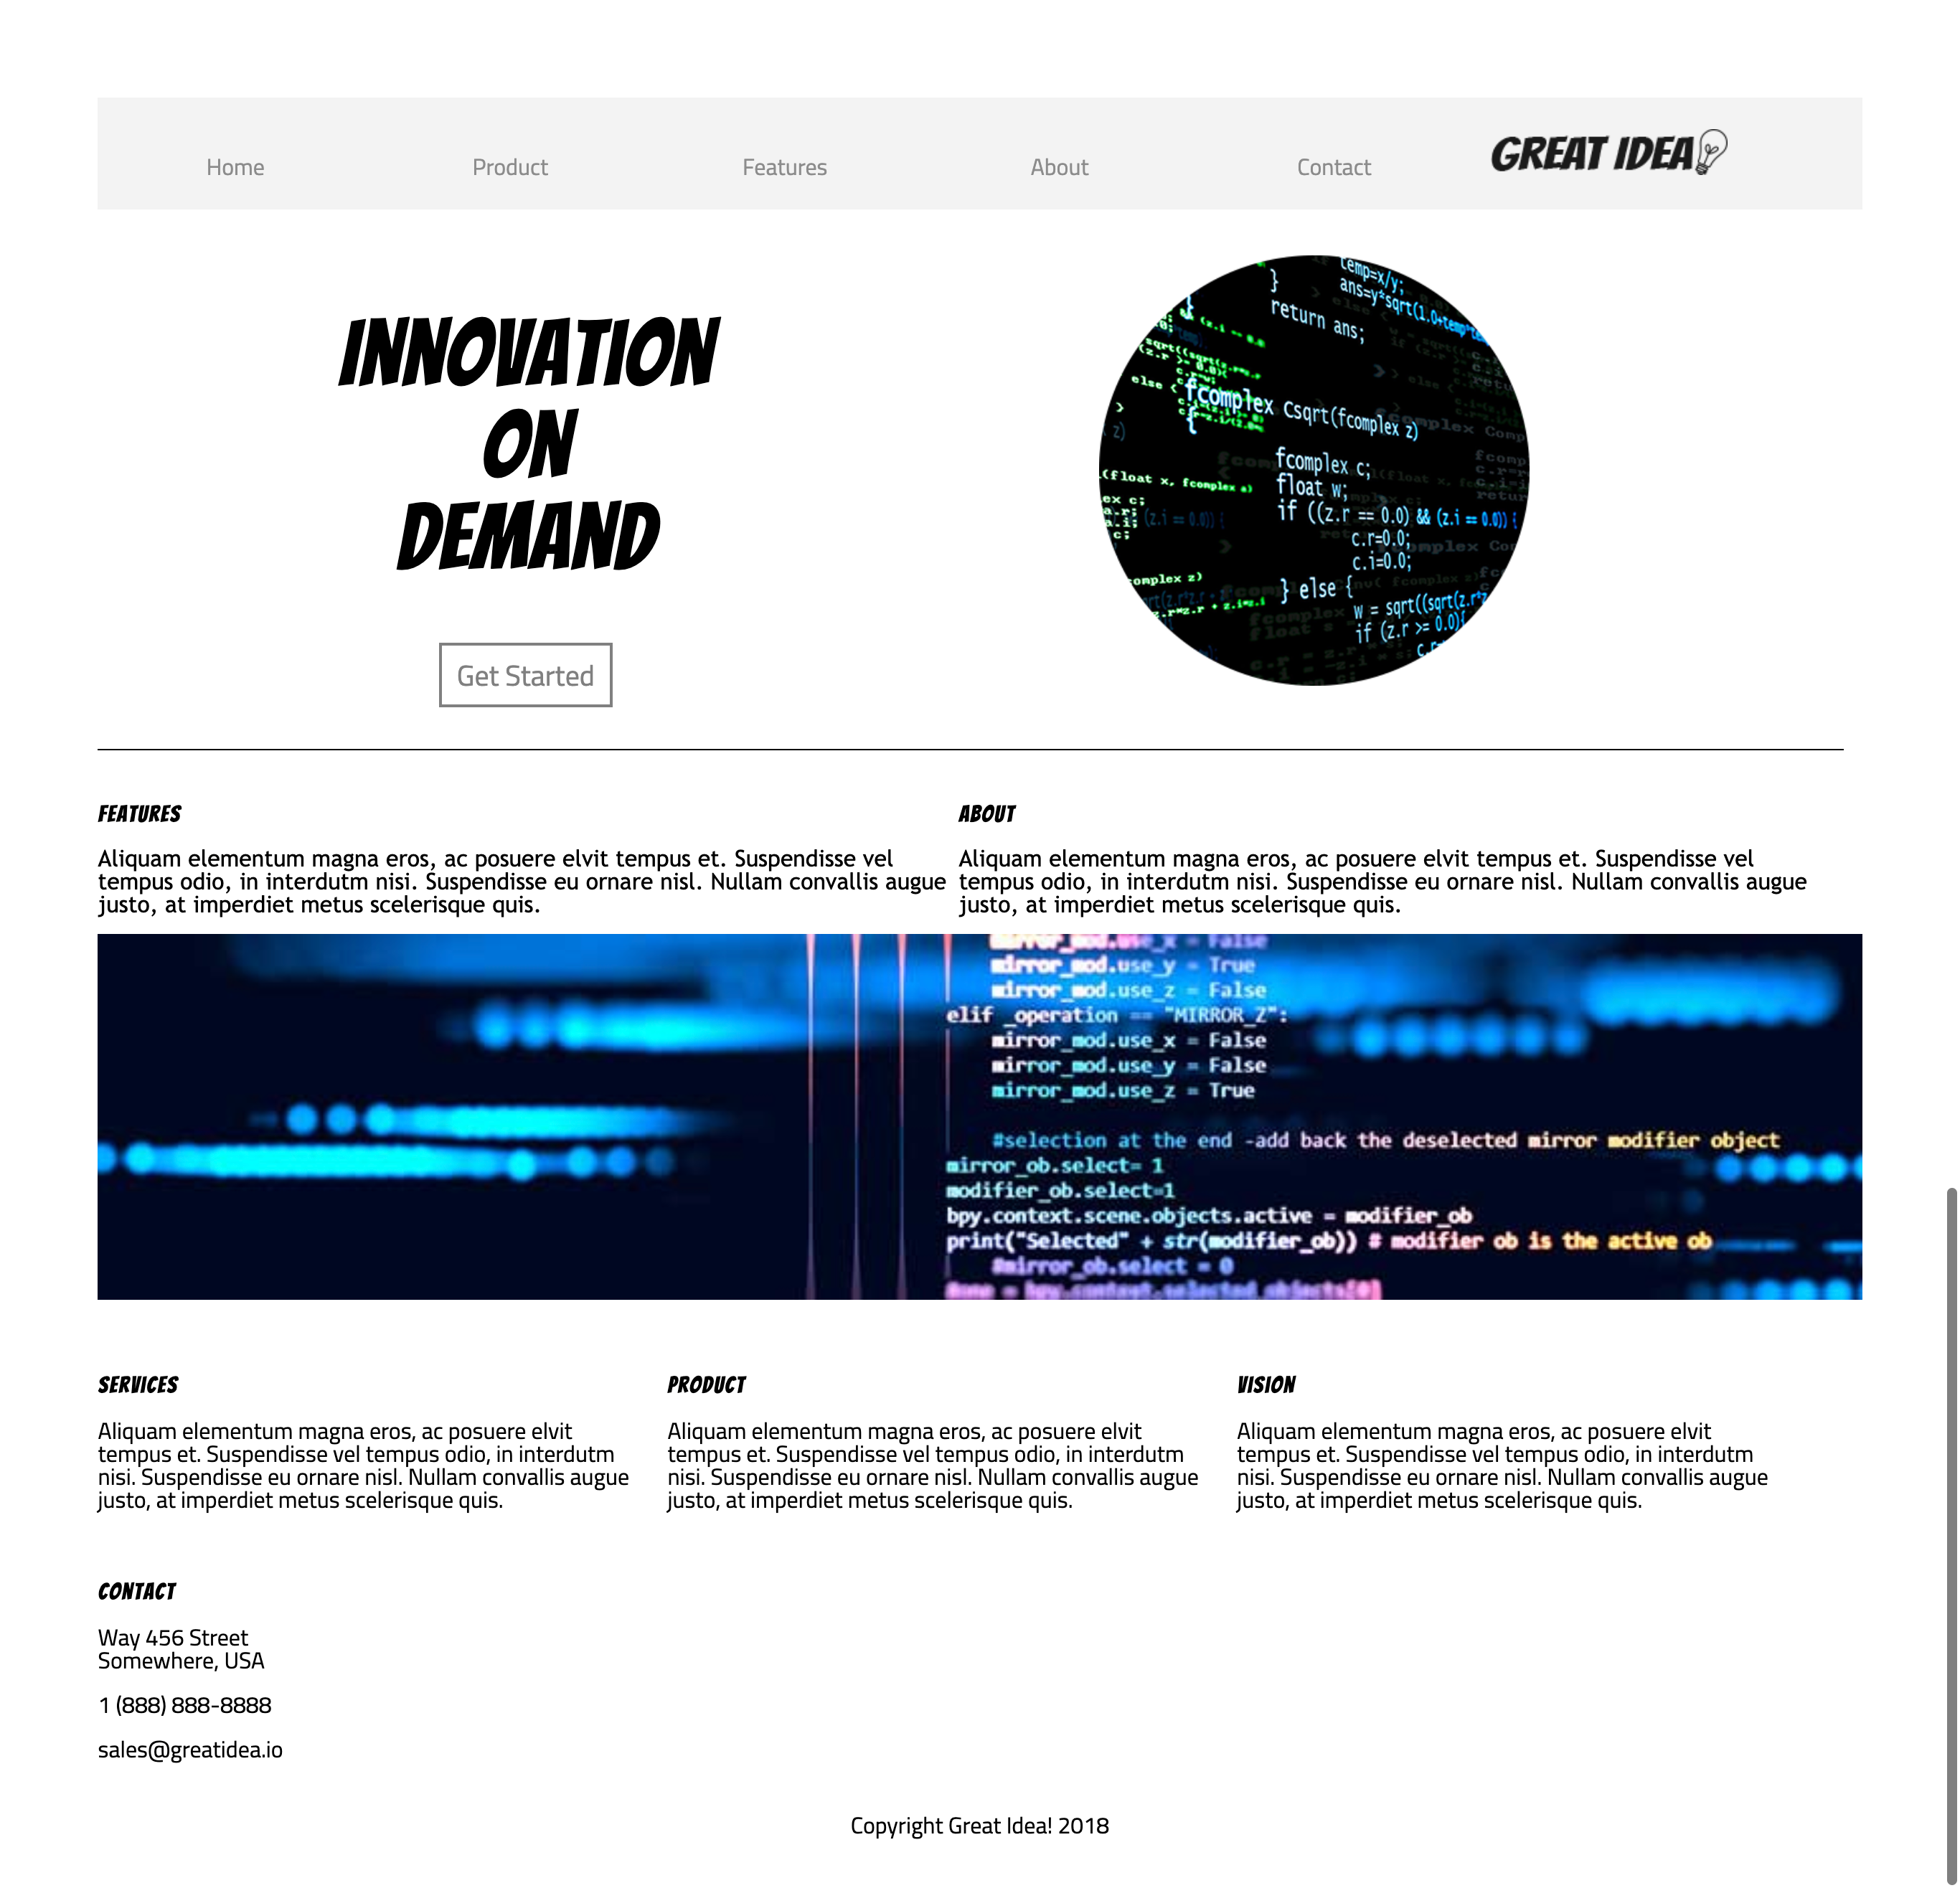 Home Product Features About Contact GREAT IDEA
INNOVATION
ON
DEMAND
Get Started
temp=x/y;
}
ans=y*sqrt(1.0+temp*te
return ans;
else {
fcomplex Csqrt(fcomplex z)
{
fcomplex c;
float w;
(float x, fcomplex a)
if ((z.r == 0.0) && (z.i == 0.0)) {
c.r=0.0;
c.i=0.0;
} else {
w = sqrt((sqrt(z.r*z
if (z.r >= 0.0){
FEATURES
Aliquam elementum magna eros, ac posuere elvit tempus et. Suspendisse vel
tempus odio, in interdutm nisi. Suspendisse eu ornare nisl. Nullam convallis augue
justo, at imperdiet metus scelerisque quis.
ABOUT
Aliquam elementum magna eros, ac posuere elvit tempus et. Suspendisse vel
tempus odio, in interdutm nisi. Suspendisse eu ornare nisl. Nullam convallis augue
justo, at imperdiet metus scelerisque quis.
mirror_mod.use_x = False
mirror_mod.use_y = True
mirror_mod.use_z = False
elif _operation == "MIRROR_Z":
mirror_mod.use_x = False
mirror_mod.use_y = False
mirror_mod.use_z = True
#selection at the end -add back the deselected mirror modifier object
mirror_ob.select= 1
modifier_ob.select=1
bpy.context.scene.objects.active = modifier_ob
print("Selected" + str(modifier_ob)) # modifier ob is the active ob
#mirror_ob.select = 0
= bpy.context.selected_objects[0]
SERVICES
Aliquam elementum magna eros, ac posuere elvit
tempus et. Suspendisse vel tempus odio, in interdutm
nisi. Suspendisse eu ornare nisl. Nullam convallis augue
justo, at imperdiet metus scelerisque quis.
PRODUCT
Aliquam elementum magna eros, ac posuere elvit
tempus et. Suspendisse vel tempus odio, in interdutm
nisi. Suspendisse eu ornare nisl. Nullam convallis augue
justo, at imperdiet metus scelerisque quis.
VISION
Aliquam elementum magna eros, ac posuere elvit
tempus et. Suspendisse vel tempus odio, in interdutm
nisi. Suspendisse eu ornare nisl. Nullam convallis augue
justo, at imperdiet metus scelerisque quis.
CONTACT
Way 456 Street
Somewhere, USA
1 (888) 888-8888
sales@greatidea.io
Copyright Great Idea! 2018